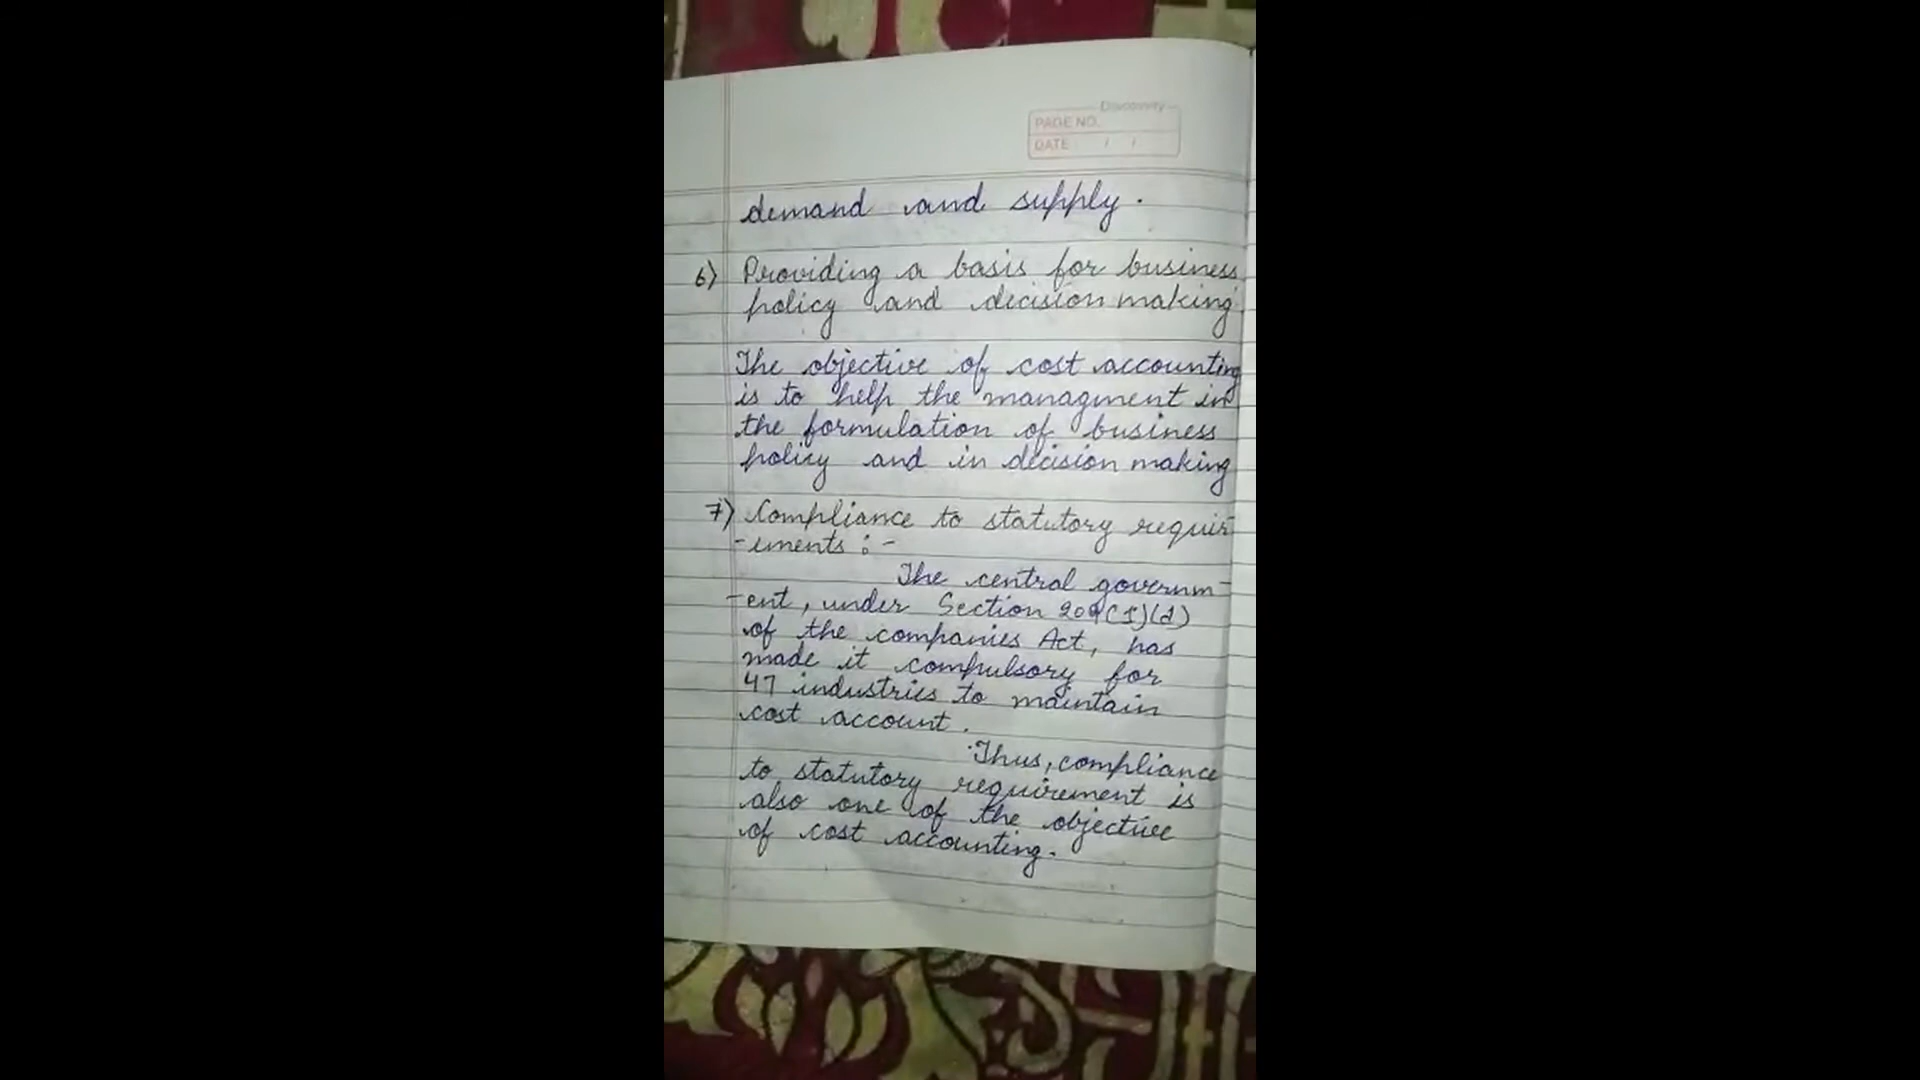 Discovery
PAGE NO.
DATE / /
demand and supply.
6) Providing a basis for business
policy and decision making
The objective of cost accounting
is to help the managment in
the formulation of business
policy and in decision making
7) Compliance to statutory requir
-ements :-
The central governm-
-ent, under Section 209(1)(d)
of the companies Act, has
made it compulsory for
47 industries to maintain
cost account.
Thus, compliance
to statutory requirement is
also one of the objective
of cost accounting.